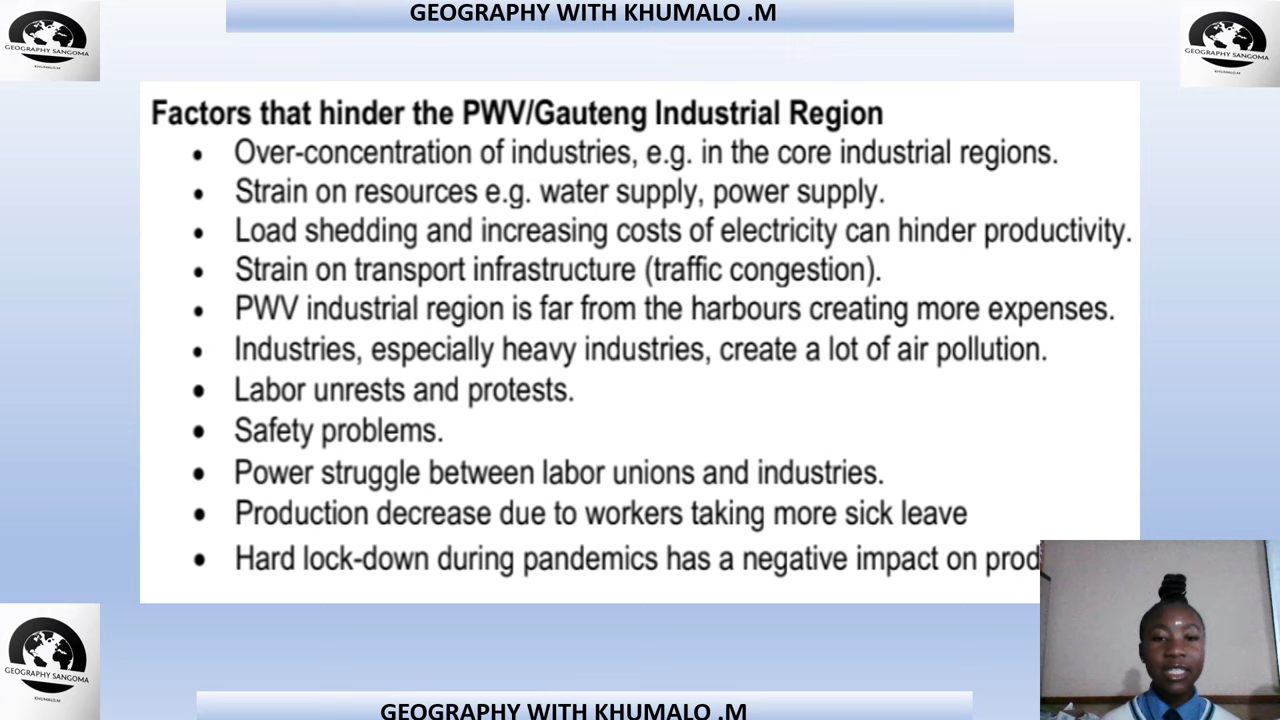 GEOGRAPHY WITH KHUMALO .M
GEOGRAPHY SANGOMA
KHUMALO.M
GEOGRAPHY SANGOMA
KHUMALO.M
Factors that hinder the PWV/Gauteng Industrial Region
• Over-concentration of industries, e.g. in the core industrial regions.
• Strain on resources e.g. water supply, power supply.
• Load shedding and increasing costs of electricity can hinder productivity.
• Strain on transport infrastructure (traffic congestion).
• PWV industrial region is far from the harbours creating more expenses.
• Industries, especially heavy industries, create a lot of air pollution.
• Labor unrests and protests.
• Safety problems.
• Power struggle between labor unions and industries.
• Production decrease due to workers taking more sick leave
• Hard lock-down during pandemics has a negative impact on prod
GEOGRAPHY SANGOMA
KHUMALO.M
GEOGRAPHY WITH KHUMALO .M